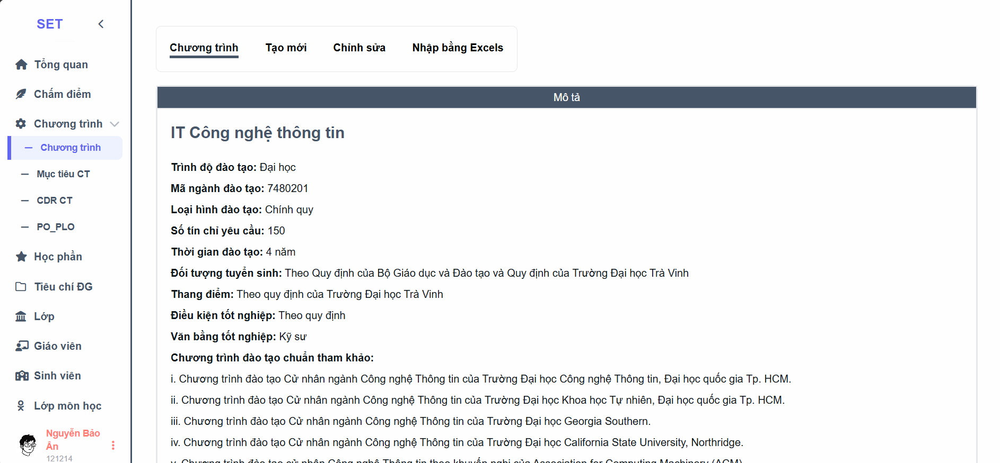 SET
Tổng quan
Chấm điểm
Chương trình
Chương trình
Mục tiêu CT
CDR CT
PO_PLO
Học phần
Tiêu chí ĐG
Lớp
Giáo viên
Sinh viên
Lớp môn học
Nguyễn Bảo
Ân
121214
Chương trình Tạo mới Chỉnh sửa Nhập bằng Excels
Mô tả
IT Công nghệ thông tin
Trình độ đào tạo: Đại học
Mã ngành đào tạo: 7480201
Loại hình đào tạo: Chính quy
Số tín chỉ yêu cầu: 150
Thời gian đào tạo: 4 năm
Đối tượng tuyển sinh: Theo Quy định của Bộ Giáo dục và Đào tạo và Quy định của Trường Đại học Trà Vinh
Thang điểm: Theo quy định của Trường Đại học Trà Vinh
Điều kiện tốt nghiệp: Theo quy định
Văn bằng tốt nghiệp: Kỹ sư
Chương trình đào tạo chuẩn tham khảo:
i. Chương trình đào tạo Cử nhân ngành Công nghệ Thông tin của Trường Đại học Công nghệ Thông tin, Đại học quốc gia Tp. HCM.
ii. Chương trình đào tạo Cử nhân ngành Công nghệ Thông tin của Trường Đại học Khoa học Tự nhiên, Đại học quốc gia Tp. HCM.
iii. Chương trình đào tạo Cử nhân ngành Công nghệ Thông tin của Trường Đại học Georgia Southern.
iv. Chương trình đào tạo Cử nhân ngành Công nghệ Thông tin của Trường Đại học California State University, Northridge.
v. Chương trình đào tạo cử nhân Công nghệ Thông tin theo khuyến nghị của Association for Computing Machinery (ACM)